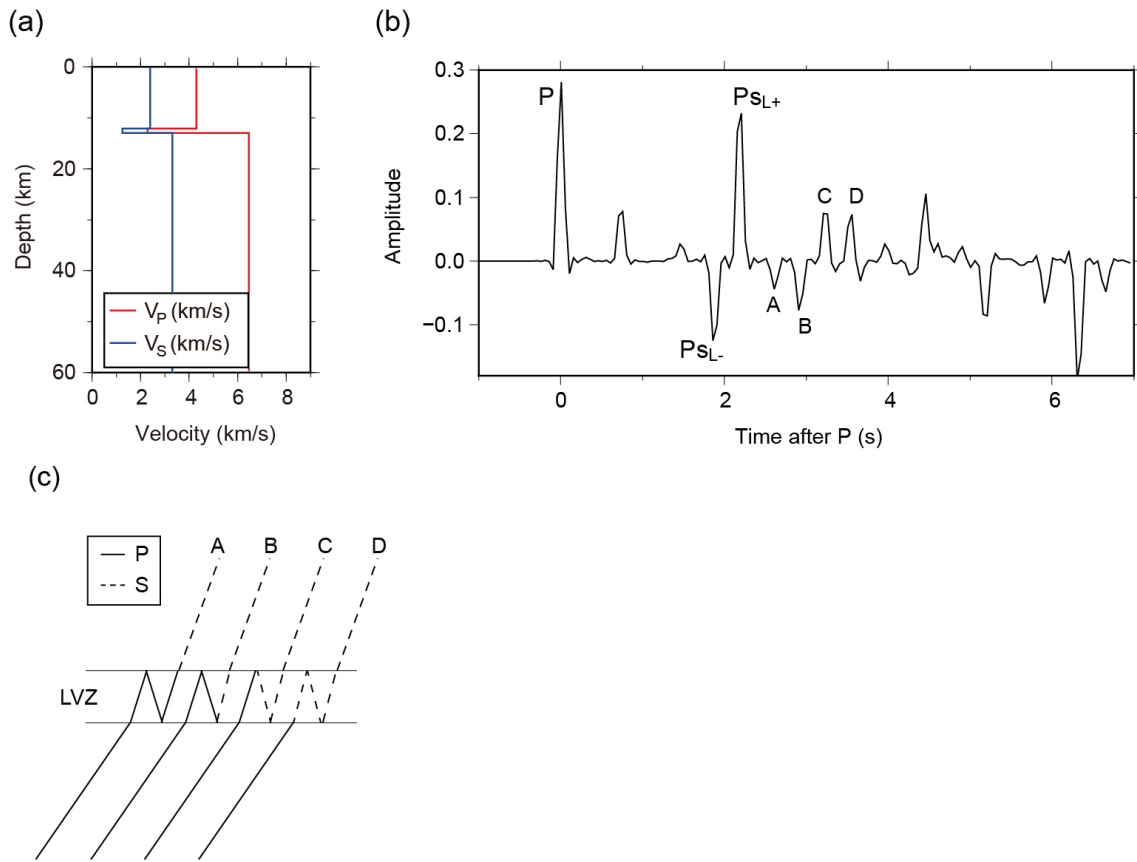 (a)
0
20
40
60
Depth (km)
V_P (km/s)
V_S (km/s)
0 2 4 6 8
Velocity (km/s)
(b)
0.3
0.2
0.1
0.0
−0.1
Amplitude
P
Ps_L+
C
D
A
B
Ps_L-
0 2 4 6
Time after P (s)
(c)
P
S
A B C D
LVZ